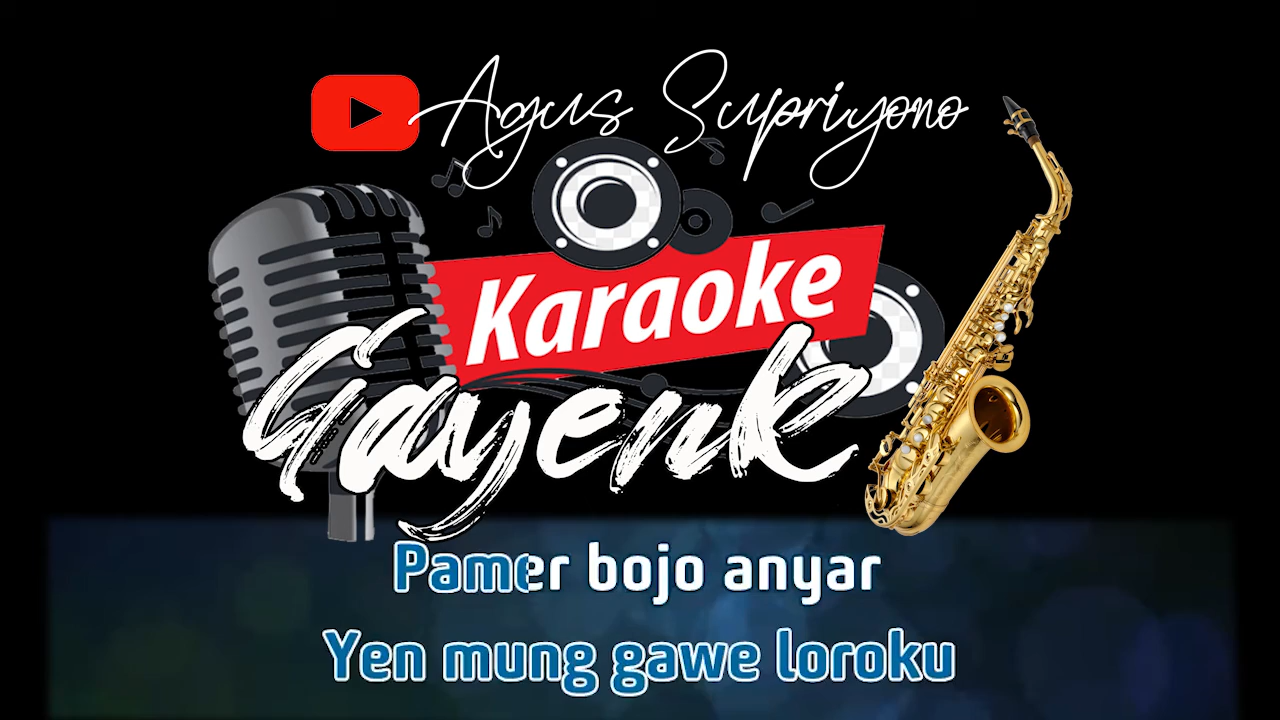 Agus Supriyono
Karaoke
Gayenk
Pamer bojo anyar
Yen mung gawe loroku